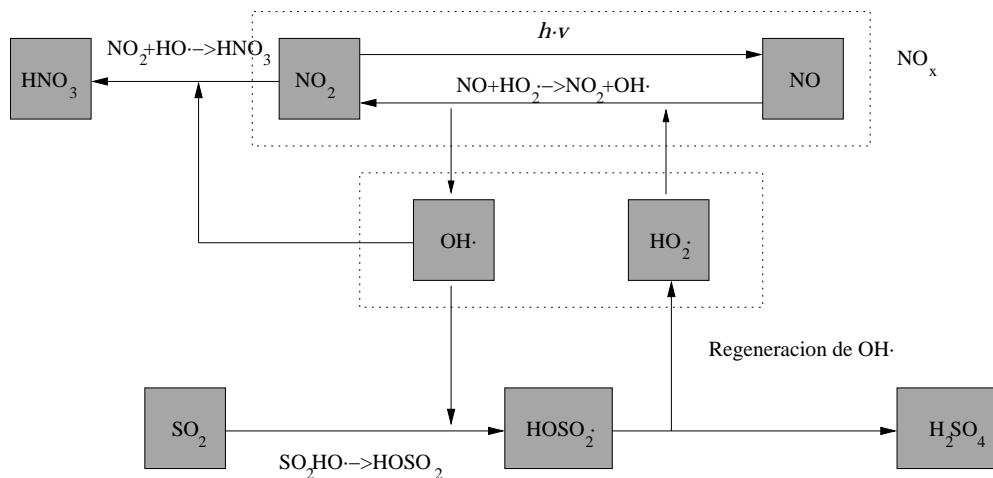 NO₂+HO·−>HNO₃
h·v
HNO₃
NO₂
NO
NOₓ
NO+HO₂·−>NO₂+OH·
OH·
HO₂·
Regeneracion de OH·
SO₂
HOSO₂·
H₂SO₄
SO₂HO·−>HOSO₂